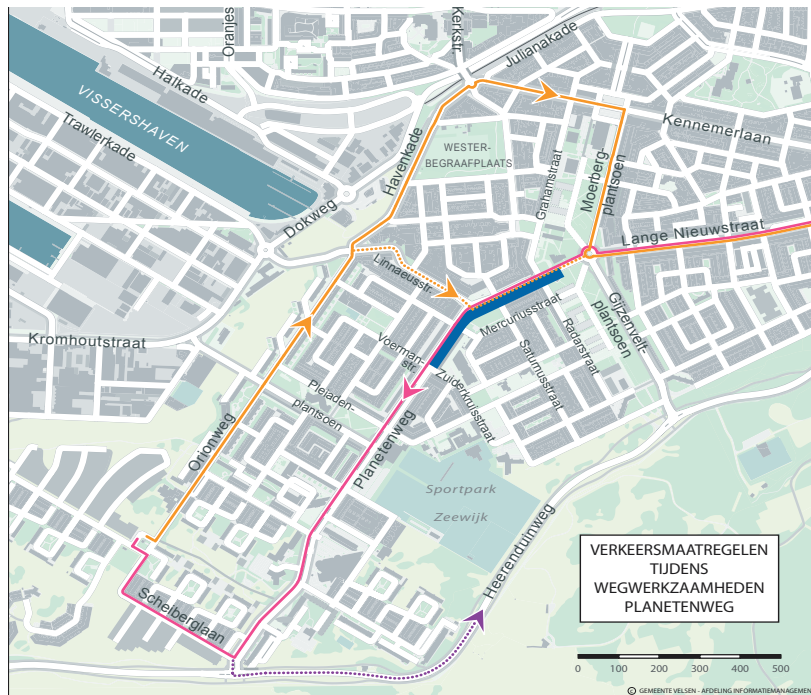 Oranjes
Kerkstr.
Julianakade
Halkade
VISSERSHAVEN
Trawlerkade
Havenkade
WESTER-
BEGRAAFPLAATS
Kennemerlaan
Grahamstraat
Moerberg-
plantsoen
Dokweg
Lange Nieuwstraat
Linnaeusstr.
Mercuriusstraat
Gijzenvelt-
plantsoen
Kromhoutstraat
Voerman-
str.
Radarstraat
Saturnusstraat
Zuiderkruisstraat
Pleiaden-
plantsoen
Orionweg
Planetenweg
Sportpark
Zeewijk
Heerenduinweg
Scheiberglaan
VERKEERSMAATREGELEN
TIJDENS
WEGWERKZAAMHEDEN
PLANETENWEG
0 100 200 300 400 500
© GEMEENTE VELSEN - AFDELING INFORMATIEMANAGEMENT